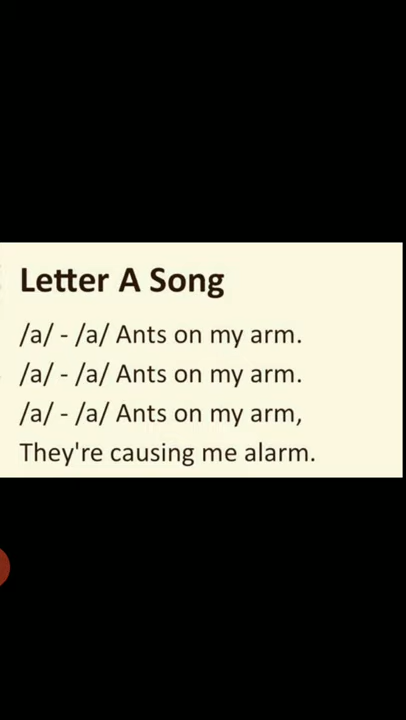 Letter A Song
/a/ - /a/ Ants on my arm.
/a/ - /a/ Ants on my arm.
/a/ - /a/ Ants on my arm,
They're causing me alarm.